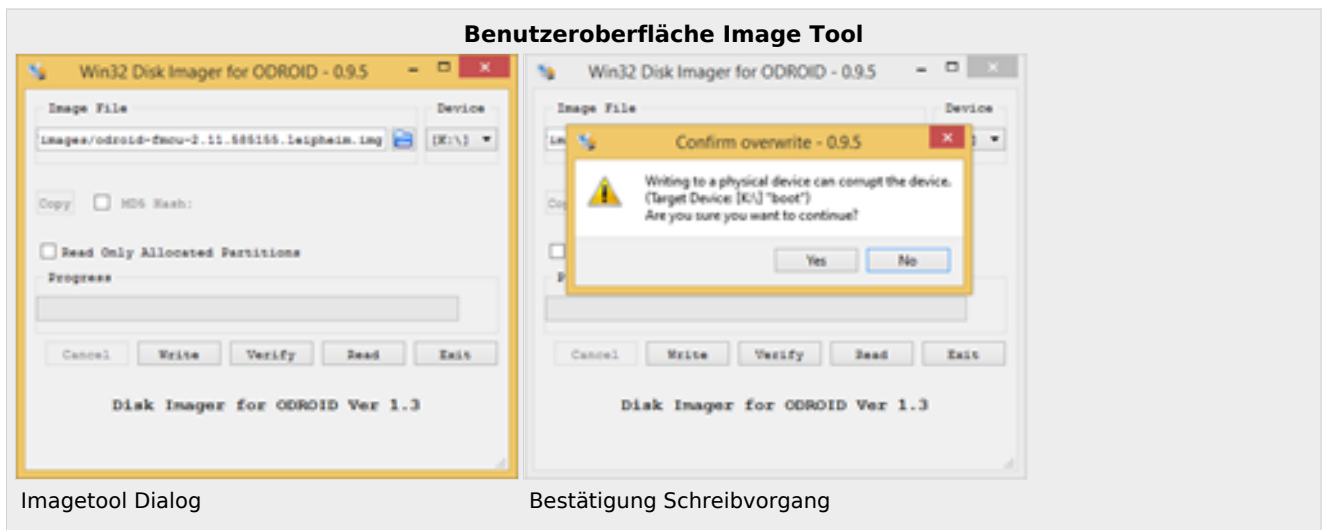 Benutzeroberfläche Image Tool
Win32 Disk Imager for ODROID - 0.9.5
Image File
Device
images/odroid-fmcu-2.11.585155.leipheim.img
[K:\]
Copy
MD5 Hash:
Read Only Allocated Partitions
Progress
Cancel Write Verify Read Exit
Disk Imager for ODROID Ver 1.3
Imagetool Dialog
Win32 Disk Imager for ODROID - 0.9.5
Image File
Device
Confirm overwrite - 0.9.5
Writing to a physical device can corrupt the device.
(Target Device: [K:\] "boot")
Are you sure you want to continue?
Yes No
Cancel Write Verify Read Exit
Disk Imager for ODROID Ver 1.3
Bestätigung Schreibvorgang